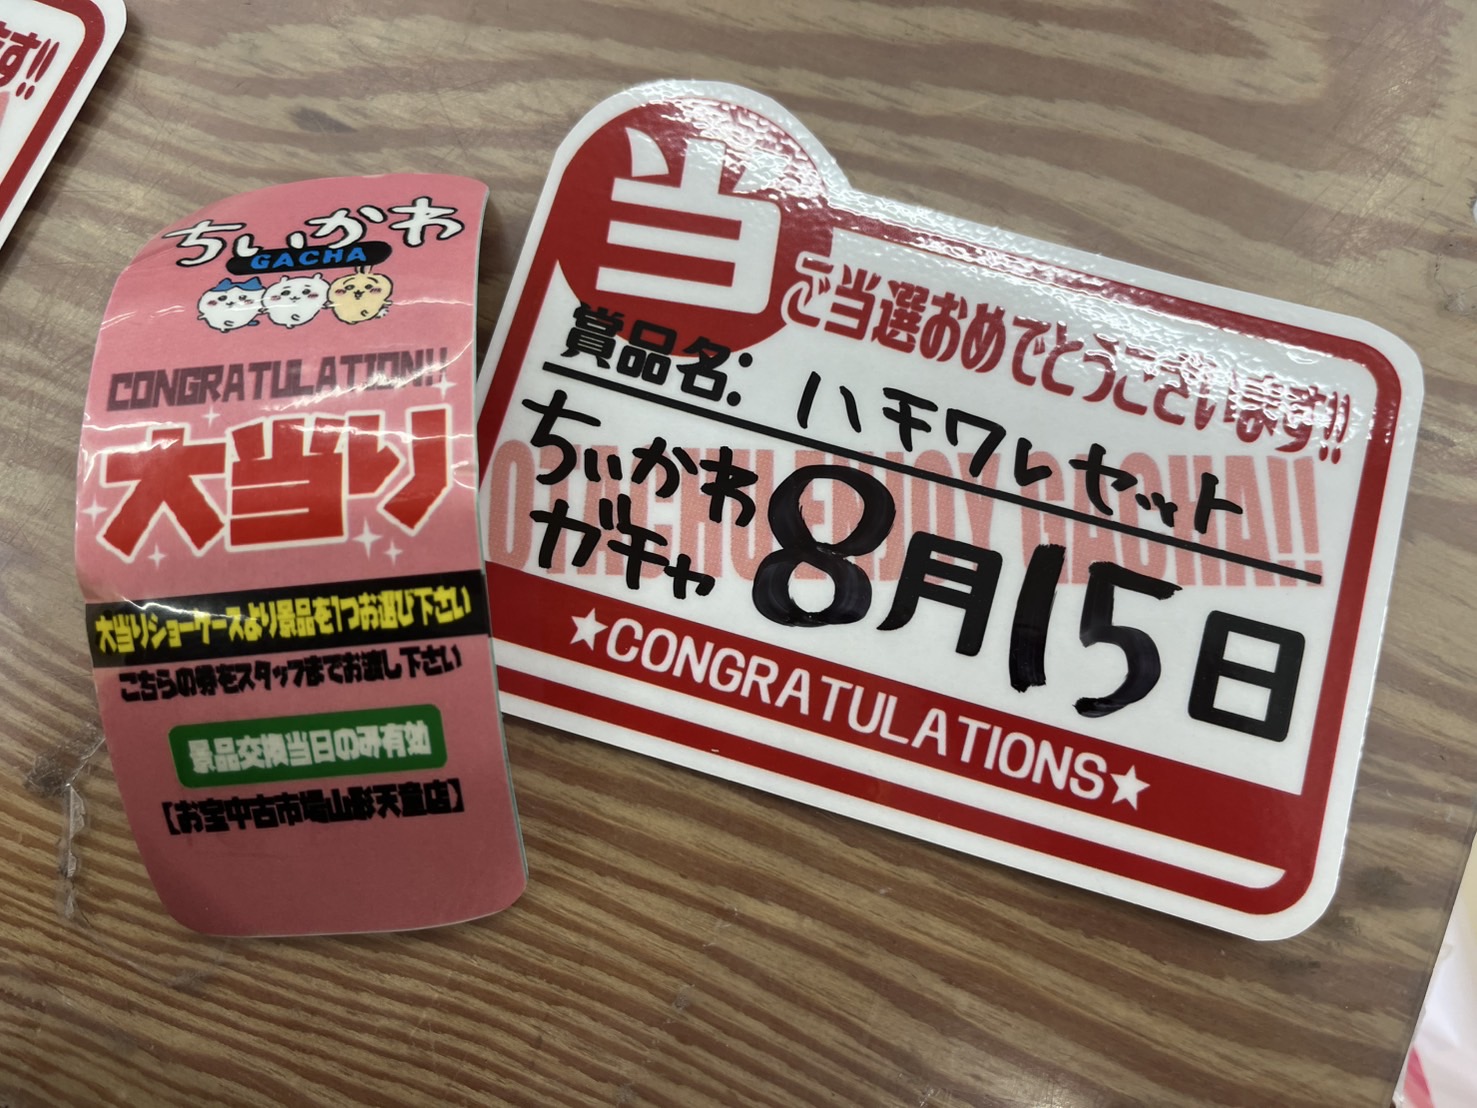 ます!!
ちいかわ
GACHA
CONGRATULATION!!
大当り
大当りショーケースより景品を1つお選び下さい
こちらの券をスタッフまでお渡し下さい
景品交換当日のみ有効
【お宝中古市場山形天童店】
当
ご当選おめでとうございます!!
賞品名: ハチワレセット
OTACHU ENJOY GACHA!!
ちいかわ
ガチャ
8月15日
★CONGRATULATIONS★